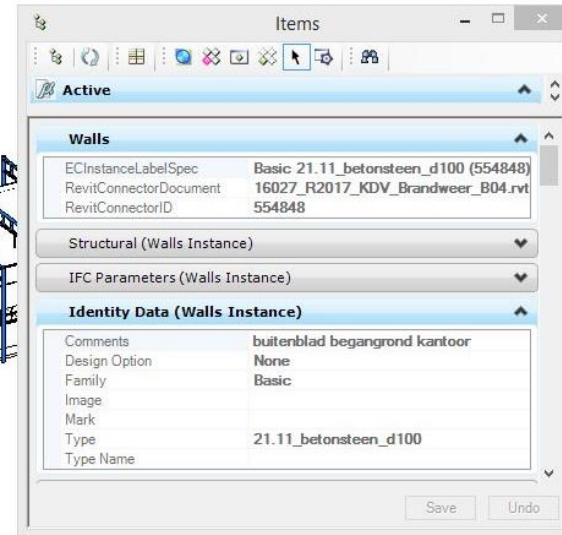 Items
Active
Walls
ECInstanceLabelSpec Basic 21.11_betonsteen_d100 (554848)
RevitConnectorDocument 16027_R2017_KDV_Brandweer_B04.rvt
RevitConnectorID 554848
Structural (Walls Instance)
IFC Parameters (Walls Instance)
Identity Data (Walls Instance)
Comments buitenblad begangrond kantoor
Design Option None
Family Basic
Image
Mark
Type 21.11_betonsteen_d100
Type Name
Save Undo